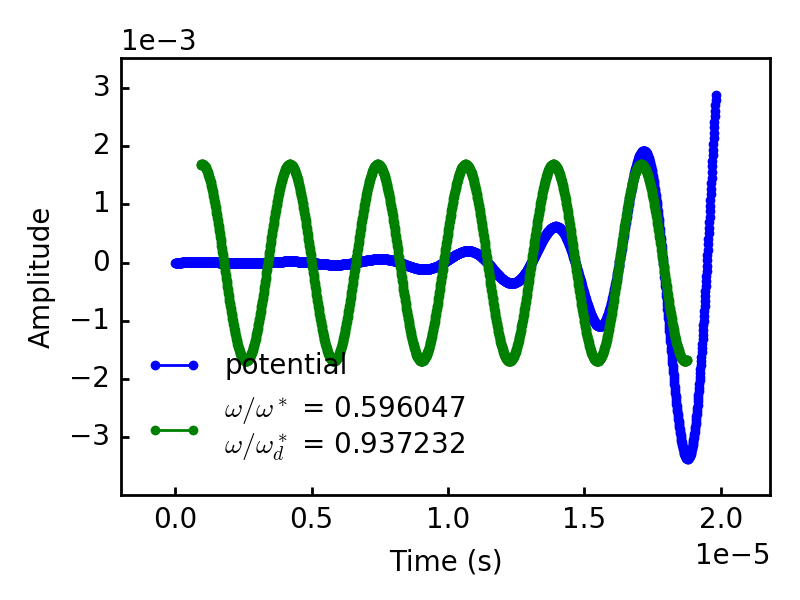 1e−3
3
2
1
0
−1
−2
−3
Amplitude
potential
ω/ω* = 0.596047
ω/ω*d = 0.937232
0.0 0.5 1.0 1.5 2.0
1e−5
Time (s)